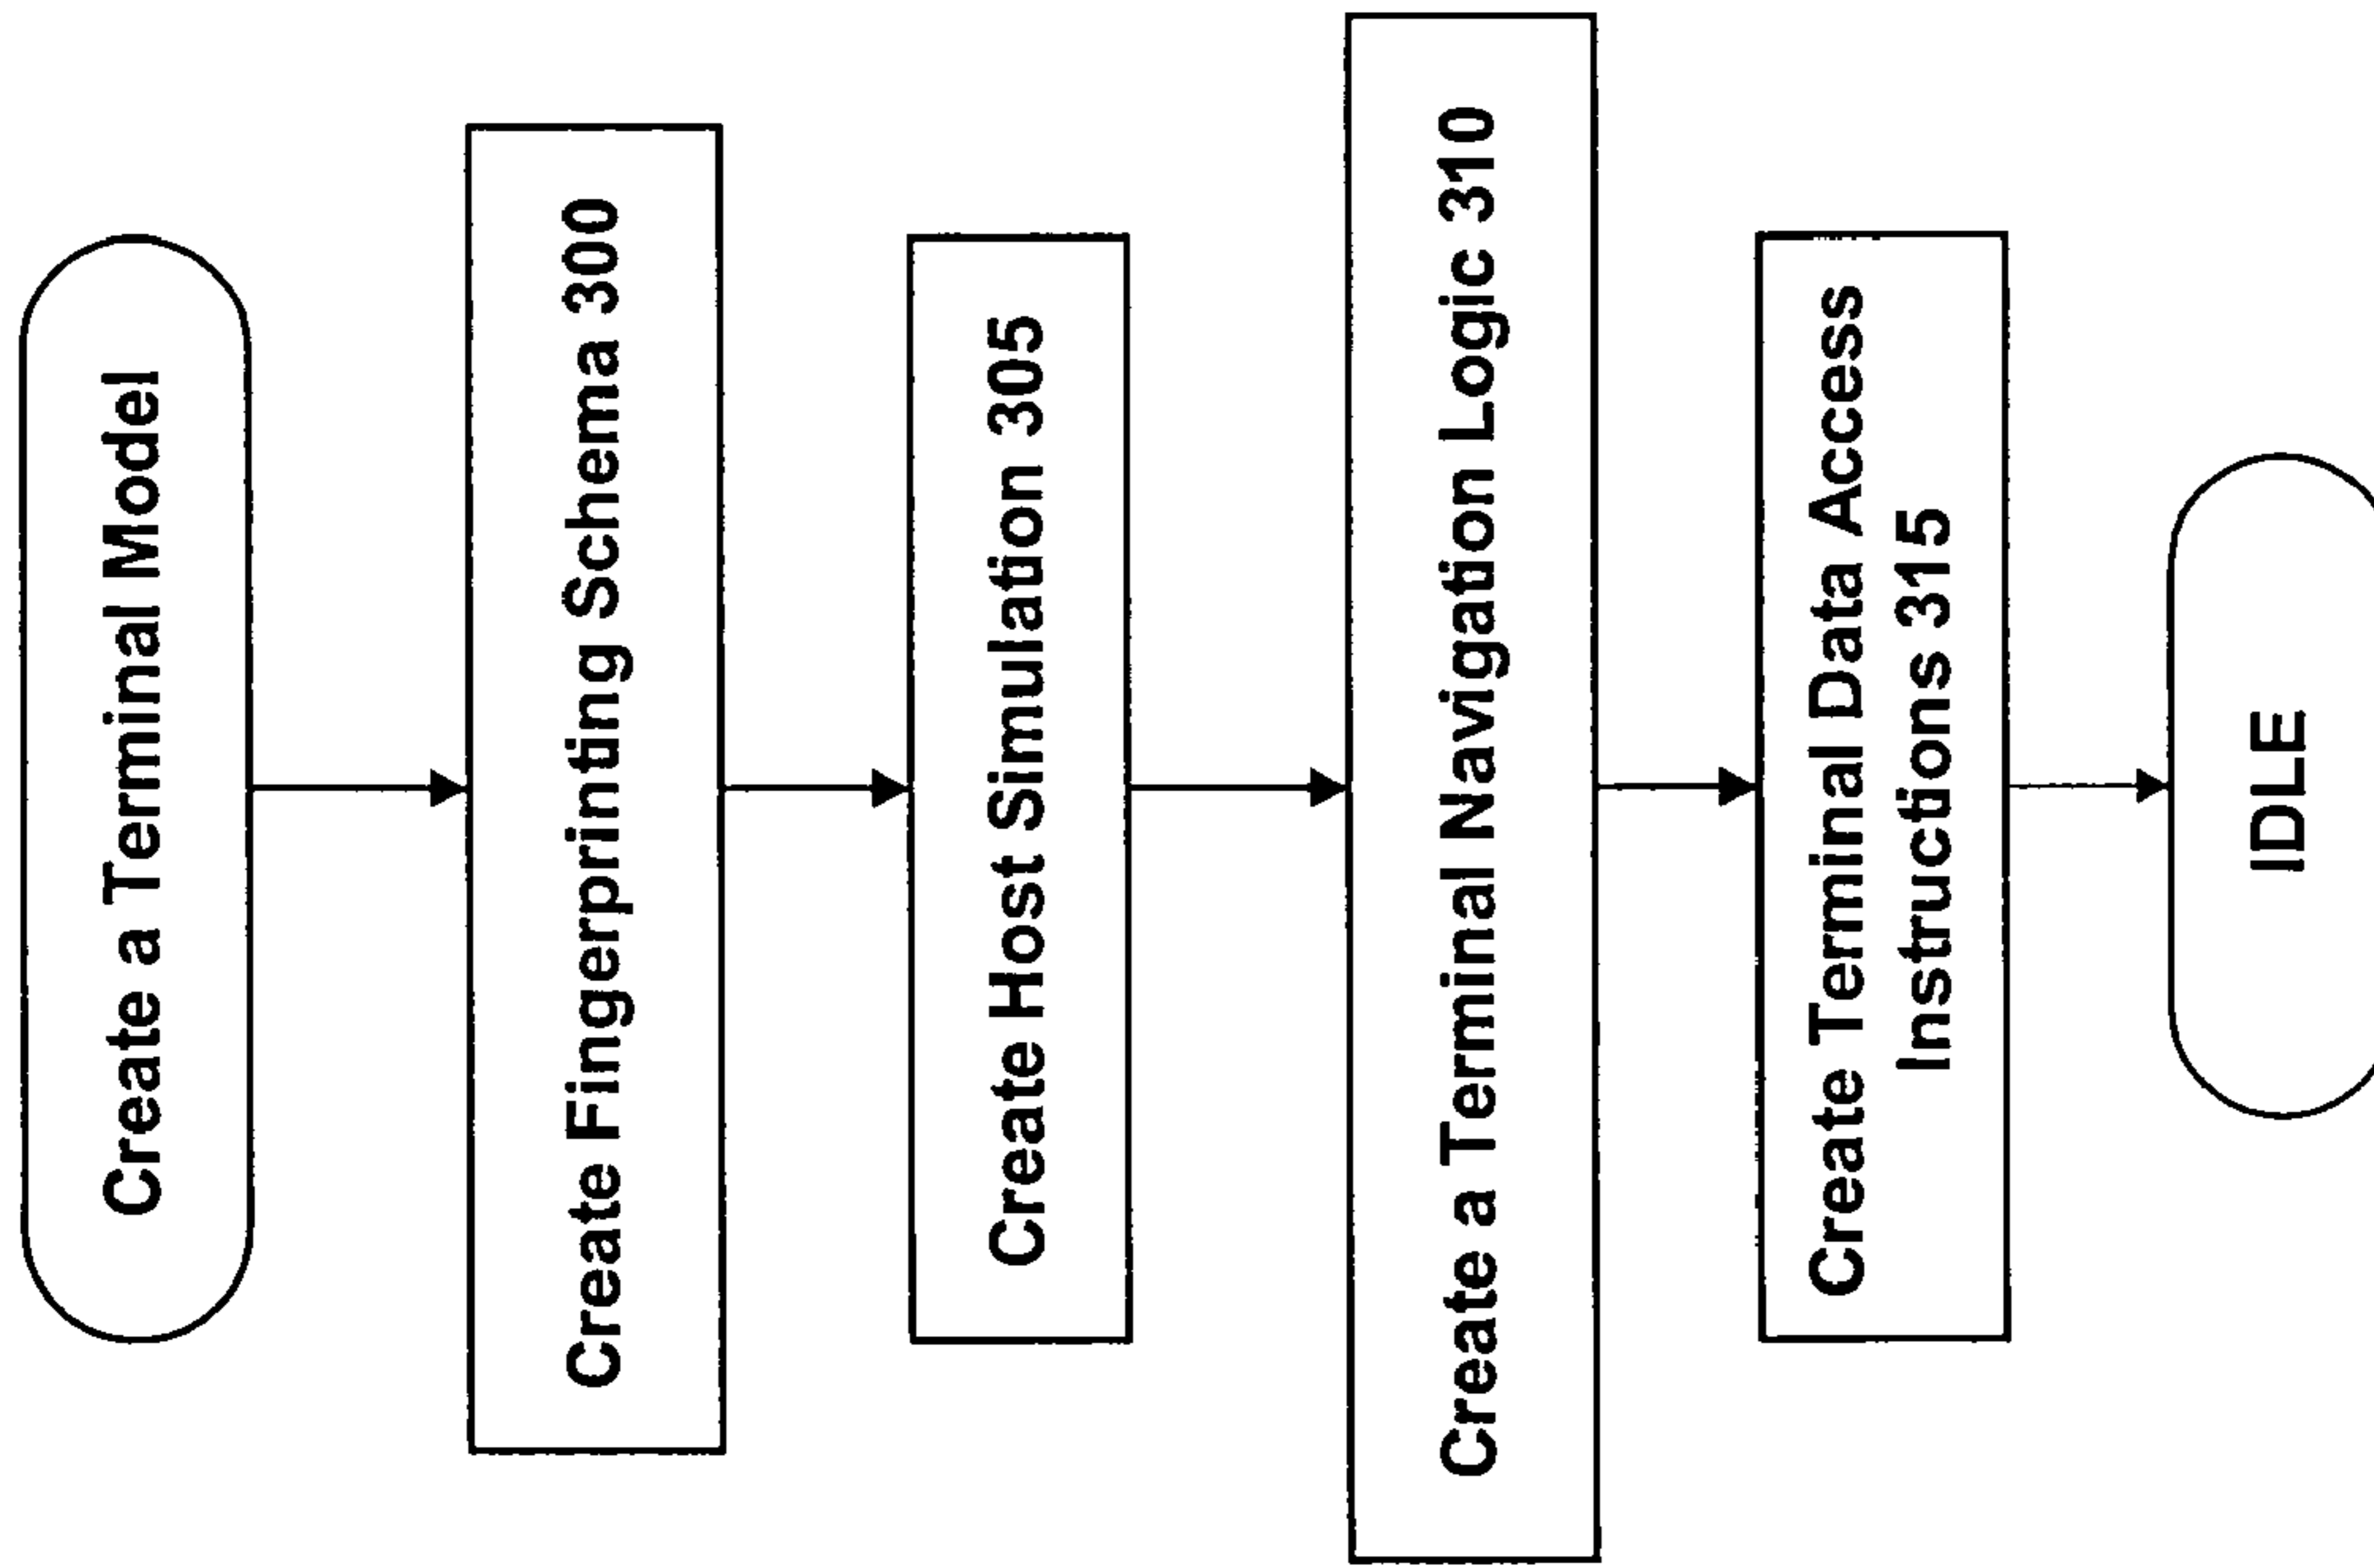 Create a Terminal Model
Create Fingerprinting Schema 300
Create Host Simulation 305
Create a Terminal Navigation Logic 310
Create Terminal Data Access
Instructions 315
IDLE